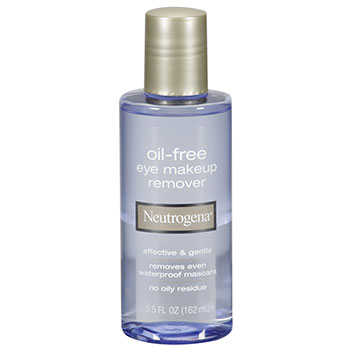 oil-free
eye makeup
remover
Neutrogena®
effective & gentle
removes even
waterproof mascara
no oily residue
5.5 FL OZ (162 mL)